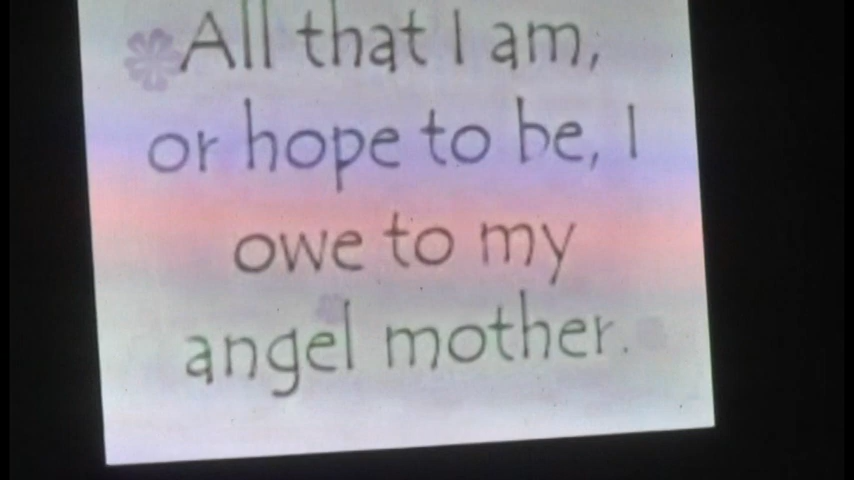 All that I am,
or hope to be, I
owe to my
angel mother.